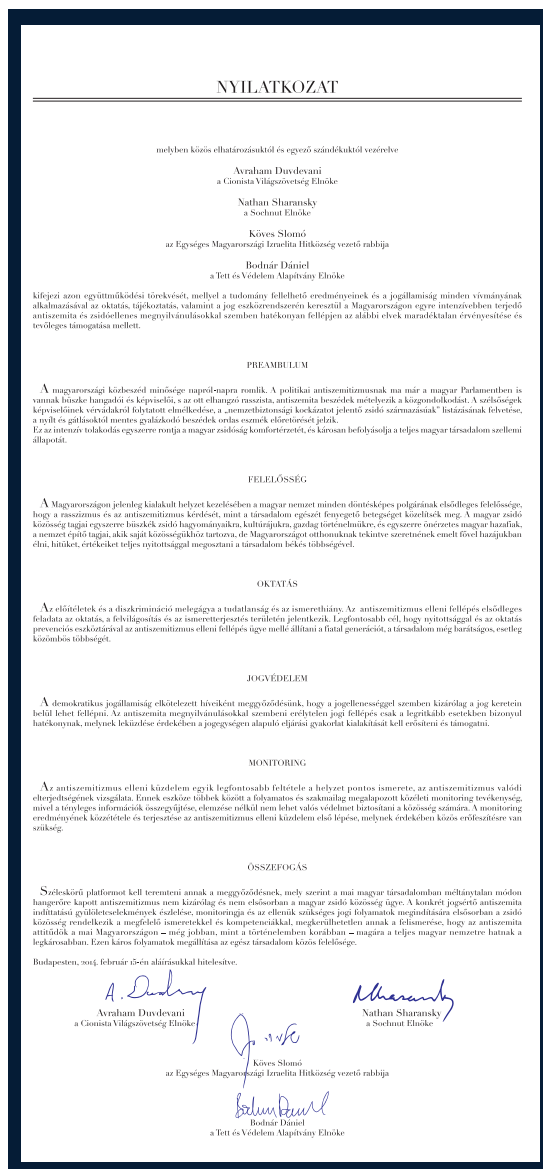 NYILATKOZAT
melyben közös elhatározásuktól és egyező szándékuktól vezérelve
Avraham Duvdevani
a Cionista Világszövetség Elnöke
Nathan Sharansky
a Sochnut Elnöke
Köves Slomó
az Egységes Magyarországi Izraelita Hitközség vezető rabbija
Bodnár Dániel
a Tett és Védelem Alapítvány Elnöke
kifejezi azon együttműködési törekvését, mellyel a tudomány fellelhető eredményeinek és a jogállamiság minden vívmányának
alkalmazásával az oktatás, tájékoztatás, valamint a jog eszközrendszerén keresztül a Magyarországon egyre intenzívebben terjedő
antiszemita és zsidóellenes megnyilvánulásokkal szemben hatékonyan fellépjen az alábbi elvek maradéktalan érvényesítése és
tevőleges támogatása mellett.
PREAMBULUM
A magyarországi közbeszéd minősége napról-napra romlik. A politikai antiszemitizmusnak ma már a magyar Parlamentben is
vannak büszke hangadói és képviselői, s az ott elhangzó rasszista, antiszemita beszédek mételyezik a közgondolkodást. A szélsőségek
képviselőinek vérvádakról folytatott elmélkedése, a „nemzetbiztonsági kockázatot jelentő zsidó származásúak" listázásának felvetése,
a nyílt és gátlásoktól mentes gyalázkodó beszédek ordas eszmék előretörését jelzik.
Ez az intenzív tolakodás egyszerre rontja a magyar zsidóság komfortérzetét, és károsan befolyásolja a teljes magyar társadalom szellemi
állapotát.
FELELŐSSÉG
A Magyarországon jelenleg kialakult helyzet kezelésében a magyar nemzet minden döntésképes polgárának elsődleges felelőssége,
hogy a rasszizmus és az antiszemitizmus kérdését, mint a társadalom egészét fenyegető betegséget közelítsék meg. A magyar zsidó
közösség tagjai egyszerre büszkék zsidó hagyományaikra, kultúrájukra, gazdag történelmükre, és egyszerre önérzetes magyar hazafiak,
a nemzet építő tagjai, akik saját közösségükhöz tartozva, de Magyarországot otthonuknak tekintve szeretnének emelt fővel hazájukban
élni, hitüket, értékeiket teljes nyitottsággal megosztani a társadalom békés többségével.
OKTATÁS
Az előítéletek és a diszkrimináció melegágya a tudatlanság és az ismerethiány. Az antiszemitizmus elleni fellépés elsődleges
feladata az oktatás, a felvilágosítás és az ismeretterjesztés területén jelentkezik. Legfontosabb cél, hogy nyitottsággal és az oktatás
prevenciós eszköztárával az antiszemitizmus elleni fellépés ügye mellé állítani a fiatal generációt, a társadalom még barátságos, esetleg
közömbös többségét.
JOGVÉDELEM
A demokratikus jogállamiság elkötelezett híveiként meggyőződésünk, hogy a jogellenességgel szemben kizárólag a jog keretein
belül lehet fellépni. Az antiszemita megnyilvánulásokkal szembeni erélytelen jogi fellépés csak a legritkább esetekben bizonyul
hatékonynak, melynek leküzdése érdekében a jogegységen alapuló eljárási gyakorlat kialakítását kell erősíteni és támogatni.
MONITORING
Az antiszemitizmus elleni küzdelem egyik legfontosabb feltétele a helyzet pontos ismerete, az antiszemitizmus valódi
elterjedtségének vizsgálata. Ennek eszköze többek között a folyamatos és szakmailag megalapozott közéleti monitoring tevékenység,
mivel a tényleges információk összegyűjtése, elemzése nélkül nem lehet valós védelmet biztosítani a közösség számára. A monitoring
eredményének közzététele és terjesztése az antiszemitizmus elleni küzdelem első lépése, melynek érdekében közös erőfeszítésre van
szükség.
ÖSSZEFOGÁS
Széleskörű platformot kell teremteni annak a meggyőződésnek, mely szerint a mai magyar társadalomban méltánytalan módon
hangerőre kapott antiszemitizmus nem kizárólag és nem elsősorban a magyar zsidó közösség ügye. A konkrét jogsértő antiszemita
indíttatású gyűlöletcselekmények észlelése, monitoringja és az ellenük szükséges jogi folyamatok megindítására elsősorban a zsidó
közösség rendelkezik a megfelelő ismeretekkel és kompetenciákkal, megkerülhetetlen annak a felismerése, hogy az antiszemita
attitűdök a mai Magyarországon – még jobban, mint a történelemben korábban – magára a teljes magyar nemzetre hatnak a
legkárosabban. Ezen káros folyamatok megállítása az egész társadalom közös felelőssége.
Budapesten, 2014. február 15-én aláírásukkal hitelesítve.
Avraham Duvdevani
a Cionista Világszövetség Elnöke
Nathan Sharansky
a Sochnut Elnöke
Köves Slomó
az Egységes Magyarországi Izraelita Hitközség vezető rabbija
Bodnár Dániel
a Tett és Védelem Alapítvány Elnöke